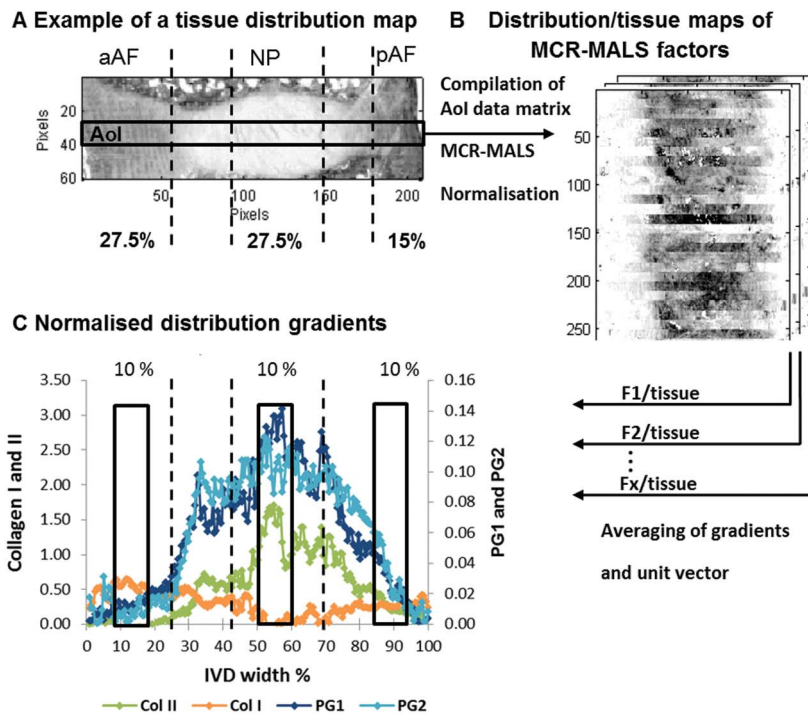 A Example of a tissue distribution map
aAF NP pAF
20
40
60
Pixels
AoI
50 100 150 200
Pixels
27.5% 27.5% 15%
B Distribution/tissue maps of
MCR-MALS factors
Compilation of
AoI data matrix
MCR-MALS
Normalisation
50
100
150
200
250
F1/tissue
F2/tissue
Fx/tissue
Averaging of gradients
and unit vector
C Normalised distribution gradients
10 % 10 % 10 %
3.50
3.00
2.50
2.00
1.50
1.00
0.50
0.00
Collagen I and II
0.16
0.14
0.12
0.10
0.08
0.06
0.04
0.02
0.00
PG1 and PG2
0 10 20 30 40 50 60 70 80 90 100
IVD width %
Col II Col I PG1 PG2